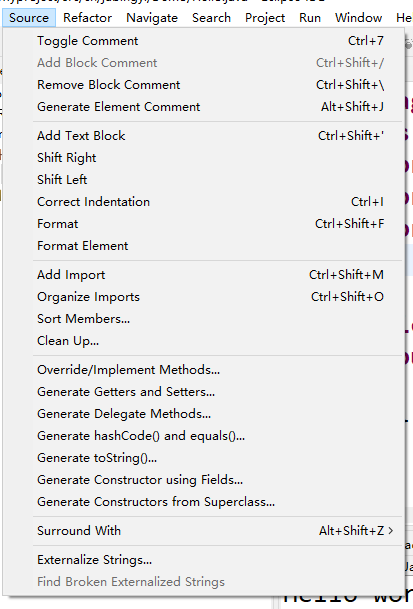 Source Refactor Navigate Search Project Run Window
Toggle Comment Ctrl+7
Add Block Comment Ctrl+Shift+/
Remove Block Comment Ctrl+Shift+\
Generate Element Comment Alt+Shift+J
Add Text Block Ctrl+Shift+'
Shift Right
Shift Left
Correct Indentation Ctrl+I
Format Ctrl+Shift+F
Format Element
Add Import Ctrl+Shift+M
Organize Imports Ctrl+Shift+O
Sort Members...
Clean Up...
Override/Implement Methods...
Generate Getters and Setters...
Generate Delegate Methods...
Generate hashCode() and equals()...
Generate toString()...
Generate Constructor using Fields...
Generate Constructors from Superclass...
Surround With Alt+Shift+Z >
Externalize Strings...
Find Broken Externalized Strings